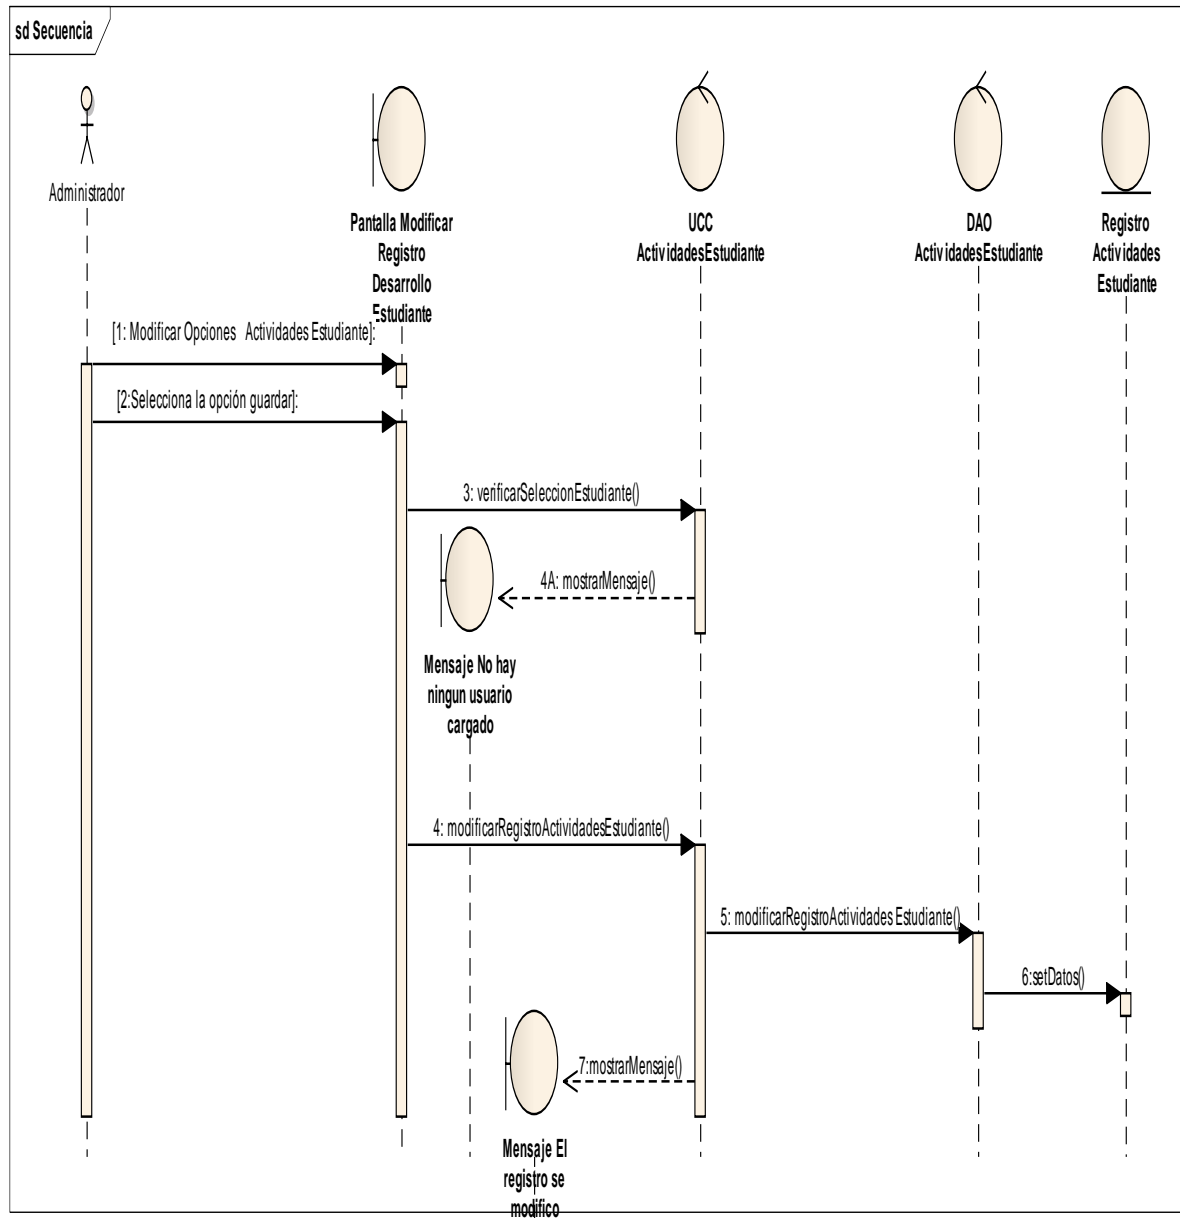 sd Secuencia
Administrador
Pantalla Modificar
Registro
Desarrollo
Estudiante
UCC
ActividadesEstudiante
DAO
ActividadesEstudiante
Registro
Actividades
Estudiante
[1: Modificar Opciones Actividades Estudiante]:
[2:Selecciona la opción guardar]:
3: verificarSeleccionEstudiante()
4A: mostrarMensaje()
Mensaje No hay
ningun usuario
cargado
4: modificarRegistroActividadesEstudiante()
5: modificarRegistroActividades Estudiante()
6:setDatos()
7:mostrarMensaje()
Mensaje El
registro se
modifico